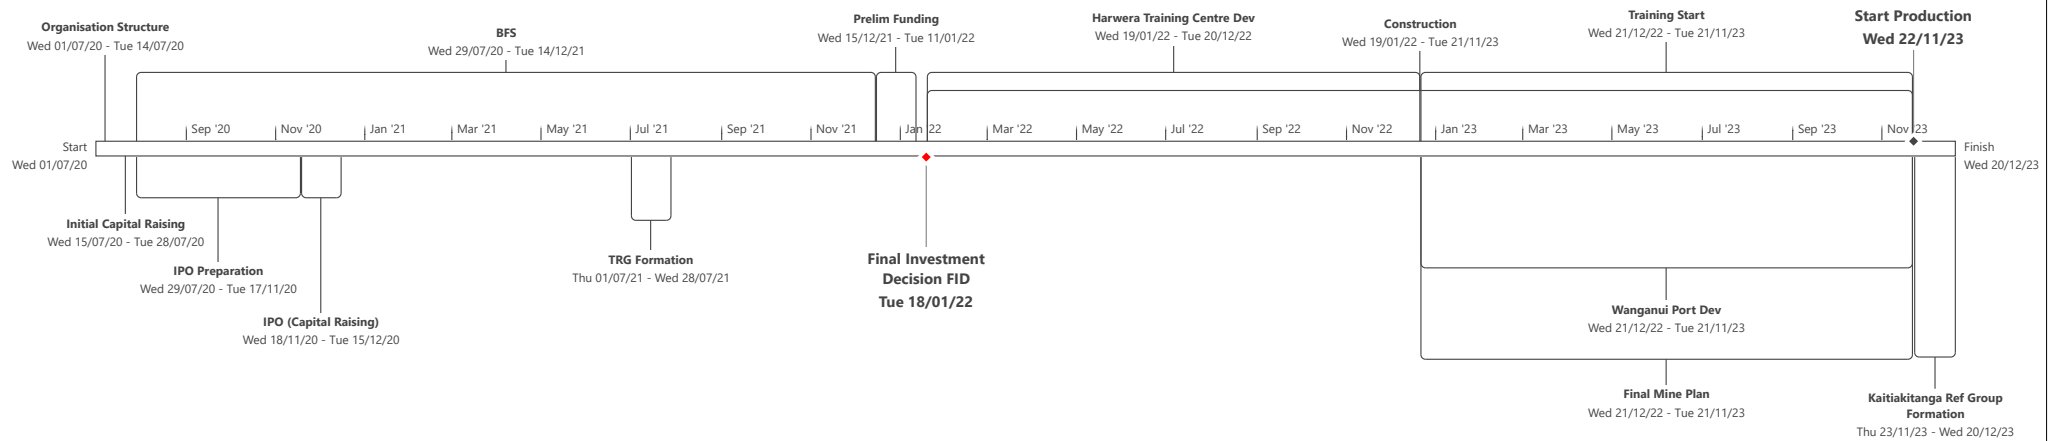 Organisation Structure
Wed 01/07/20 - Tue 14/07/20
BFS
Wed 29/07/20 - Tue 14/12/21
Prelim Funding
Wed 15/12/21 - Tue 11/01/22
Harwera Training Centre Dev
Wed 19/01/22 - Tue 20/12/22
Construction
Wed 19/01/22 - Tue 21/11/23
Training Start
Wed 21/12/22 - Tue 21/11/23
Start Production
Wed 22/11/23
Sep '20
Nov '20
Jan '21
Mar '21
May '21
Jul '21
Sep '21
Nov '21
Jan '22
Mar '22
May '22
Jul '22
Sep '22
Nov '22
Jan '23
Mar '23
May '23
Jul '23
Sep '23
Nov '23
Start
Wed 01/07/20
Finish
Wed 20/12/23
Initial Capital Raising
Wed 15/07/20 - Tue 28/07/20
IPO Preparation
Wed 29/07/20 - Tue 17/11/20
IPO (Capital Raising)
Wed 18/11/20 - Tue 15/12/20
TRG Formation
Thu 01/07/21 - Wed 28/07/21
Final Investment
Decision FID
Tue 18/01/22
Wanganui Port Dev
Wed 21/12/22 - Tue 21/11/23
Final Mine Plan
Wed 21/12/22 - Tue 21/11/23
Kaitiakitanga Ref Group
Formation
Thu 23/11/23 - Wed 20/12/23